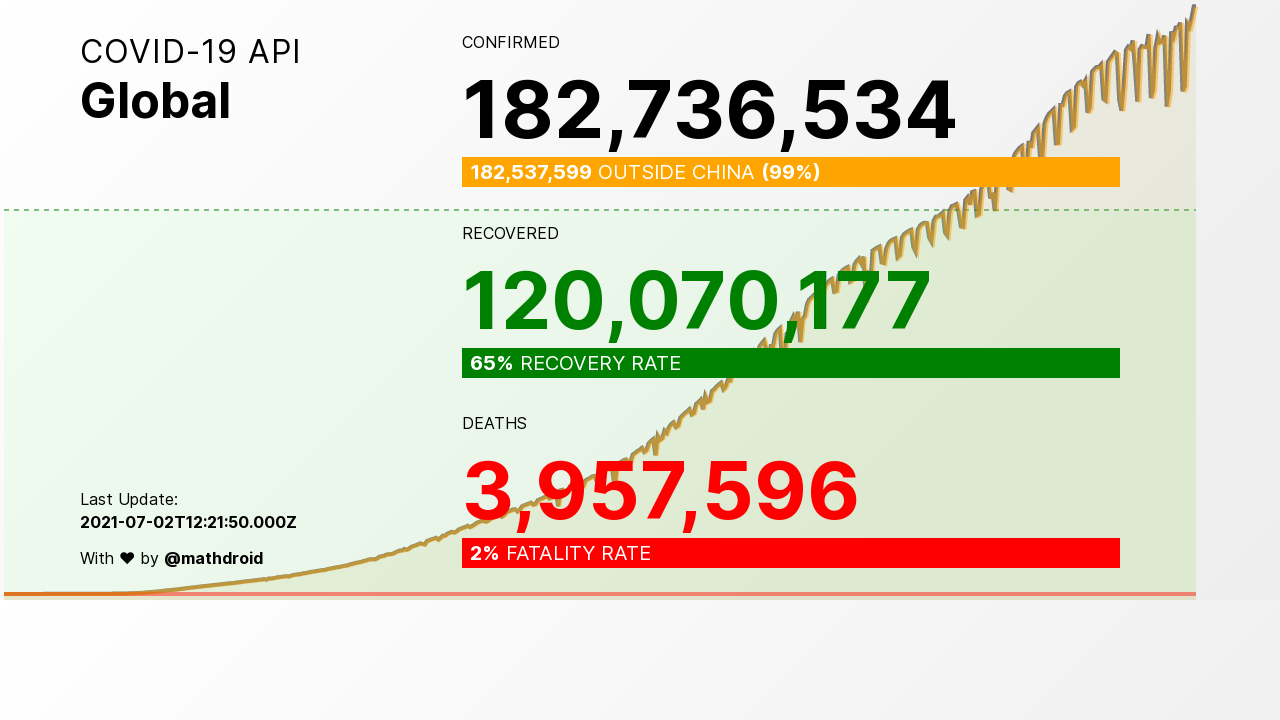 COVID-19 API
Global
CONFIRMED
182,736,534
182,537,599 OUTSIDE CHINA (99%)
RECOVERED
120,070,177
65% RECOVERY RATE
DEATHS
3,957,596
2% FATALITY RATE
Last Update:
2021-07-02T12:21:50.000Z
With ♥ by @mathdroid